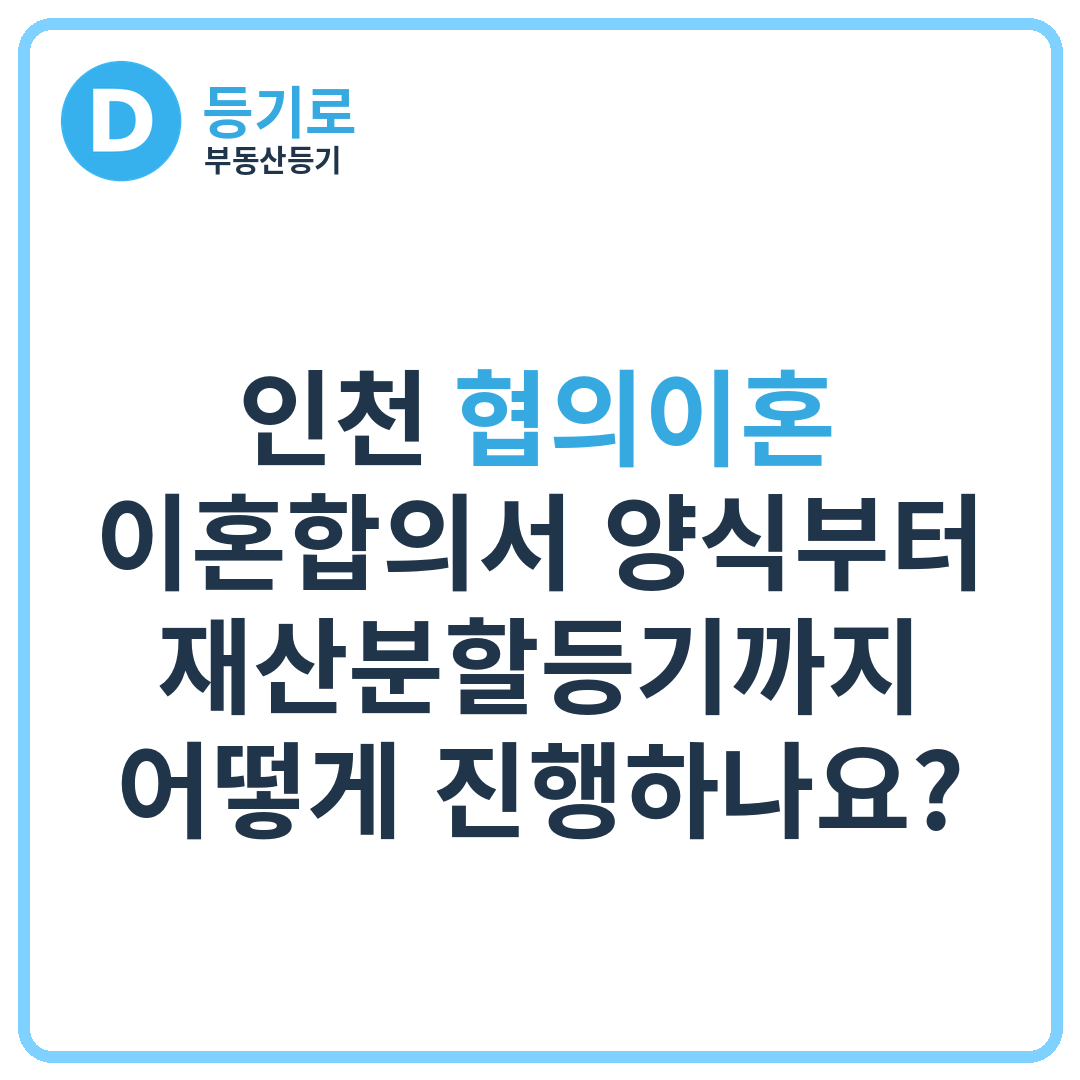 D
등기로
부동산등기
인천 협의이혼
이혼합의서 양식부터
재산분할등기까지
어떻게 진행하나요?